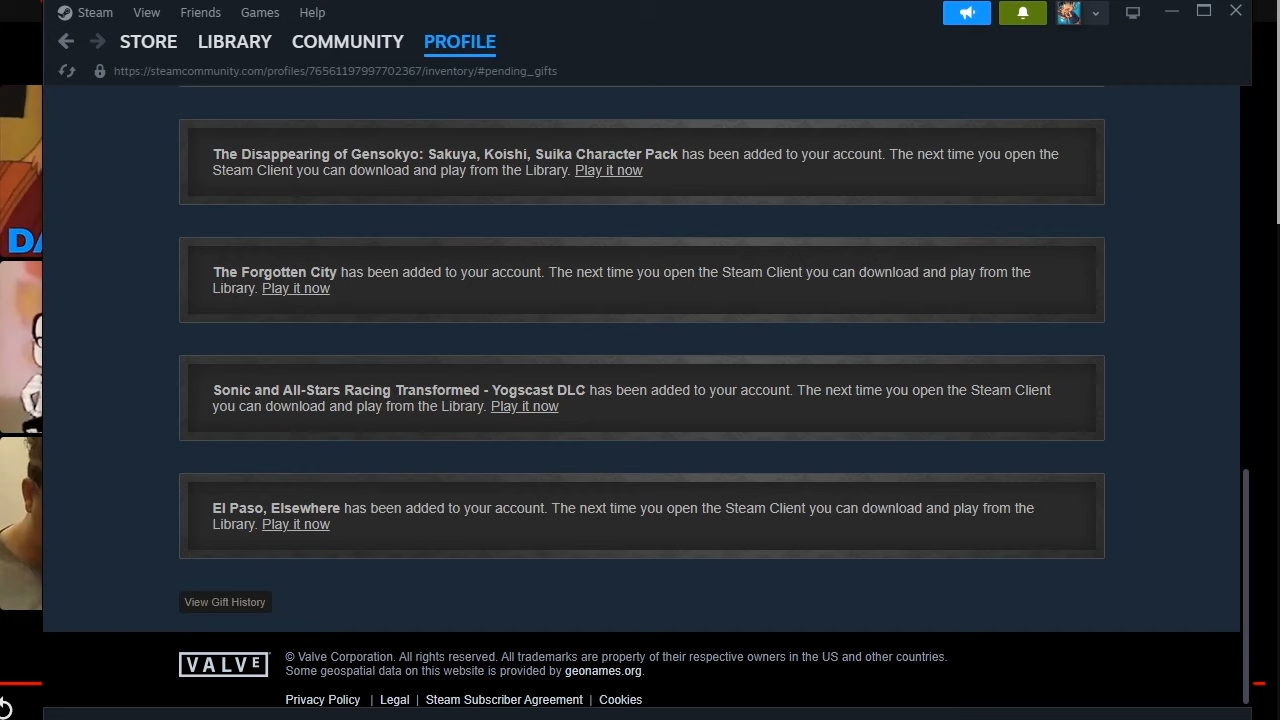 Steam View Friends Games Help
STORE LIBRARY COMMUNITY PROFILE
https://steamcommunity.com/profiles/76561197997702367/inventory/#pending_gifts
The Disappearing of Gensokyo: Sakuya, Koishi, Suika Character Pack has been added to your account. The next time you open the
Steam Client you can download and play from the Library. Play it now
The Forgotten City has been added to your account. The next time you open the Steam Client you can download and play from the
Library. Play it now
Sonic and All-Stars Racing Transformed - Yogscast DLC has been added to your account. The next time you open the Steam Client
you can download and play from the Library. Play it now
El Paso, Elsewhere has been added to your account. The next time you open the Steam Client you can download and play from the
Library. Play it now
View Gift History
VALVE
© Valve Corporation. All rights reserved. All trademarks are property of their respective owners in the US and other countries.
Some geospatial data on this website is provided by geonames.org.
Privacy Policy | Legal | Steam Subscriber Agreement | Cookies